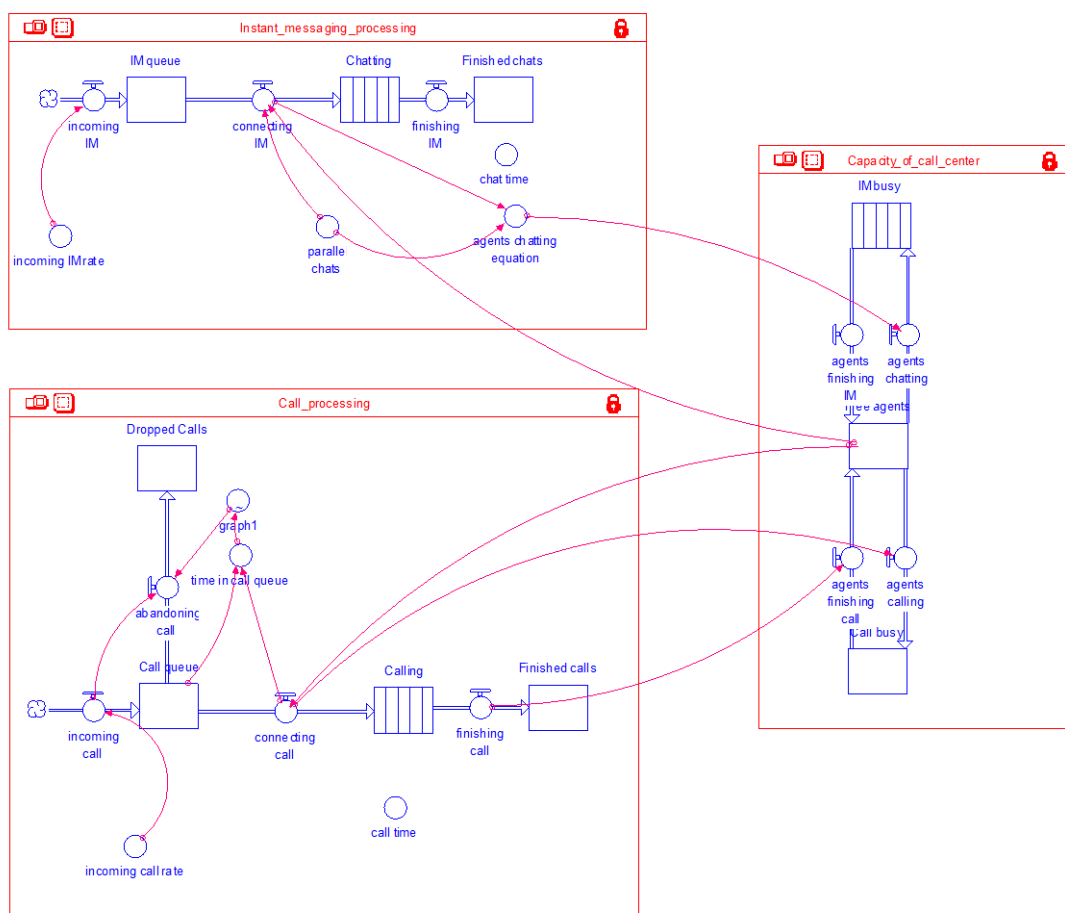 Instant_messaging_processing
IM queue
Chatting
Finished chats
incoming
IM
connecting
IM
finishing
IM
chat time
incoming IM rate
paralle
chats
agents chatting
equation
Capacity_of_call_center
IM busy
agents
finishing
IM
agents
chatting
agents
agents
finishing
call
agents
calling
Call busy
Call_processing
Dropped Calls
~
graph1
time in call queue
abandoning
call
Call queue
Calling
Finished calls
incoming
call
connecting
call
finishing
call
call time
incoming call rate